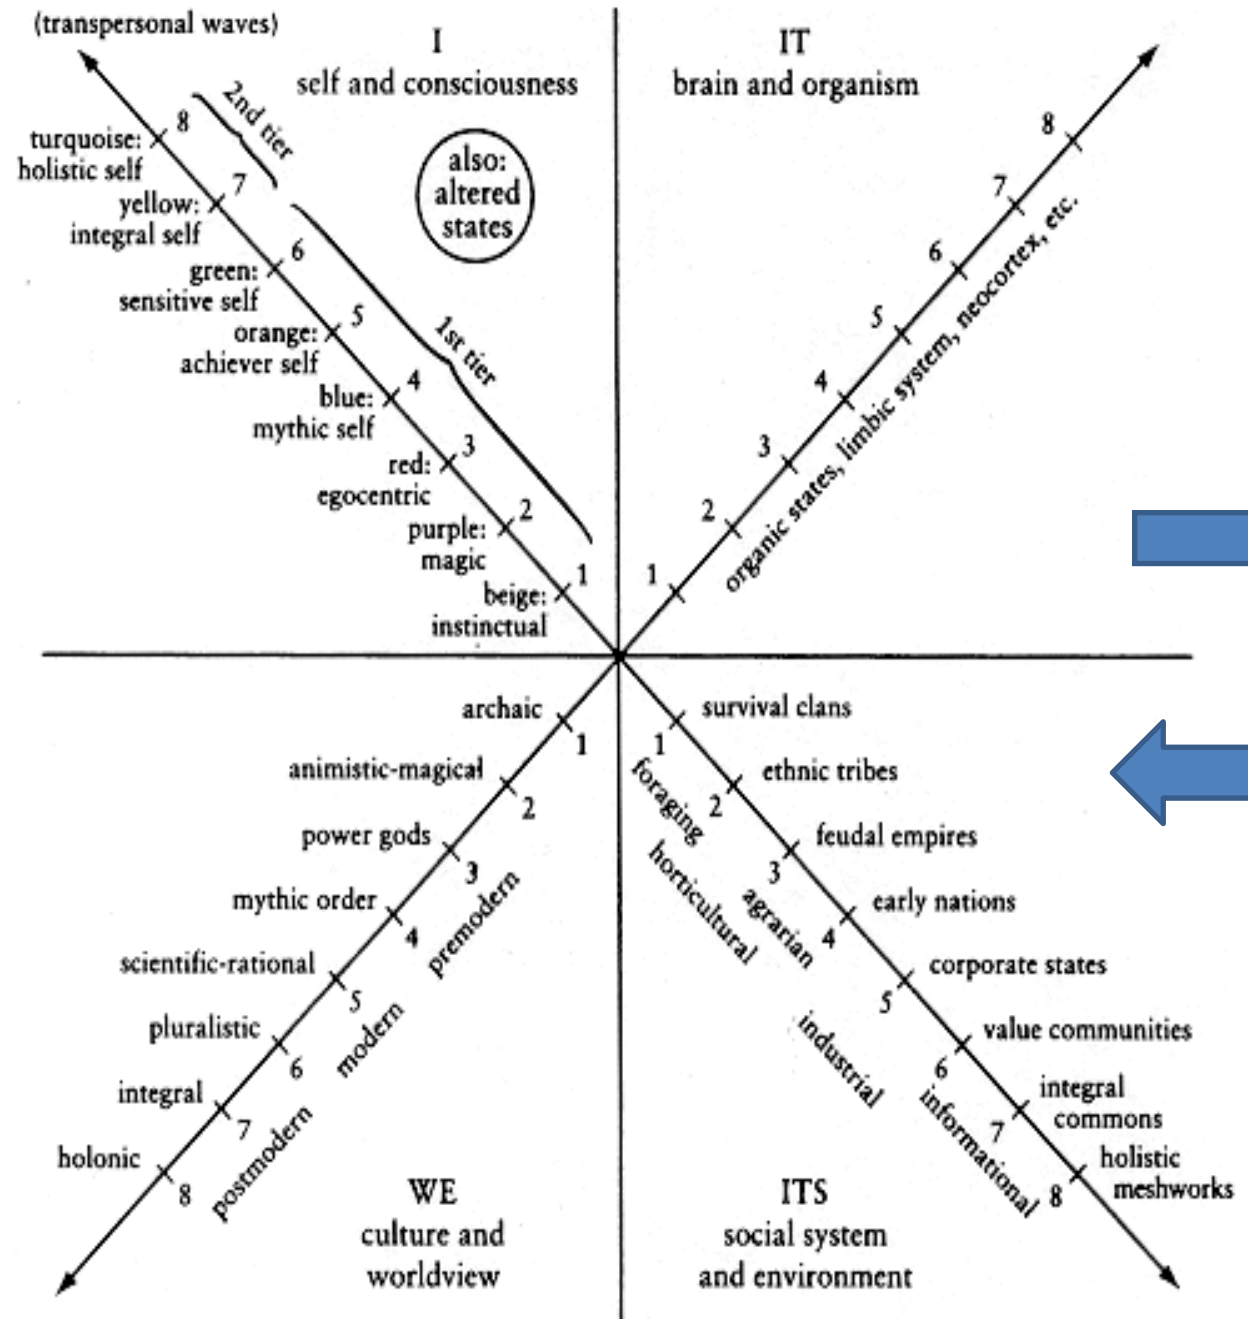 (transpersonal waves)
I
self and consciousness
also:
altered
states
2nd tier
1st tier
8
turquoise:
holistic self
7
yellow:
integral self
6
green:
sensitive self
5
orange:
achiever self
4
blue:
mythic self
3
red:
egocentric
2
purple:
magic
1
beige:
instinctual
IT
brain and organism
8
7
6
5
4
3
2
1
organic states, limbic system, neocortex, etc.
archaic
1
animistic-magical
2
power gods
3
mythic order
4
scientific-rational
5
pluralistic
6
integral
7
holonic
8
premodern
modern
postmodern
WE
culture and
worldview
survival clans
1
ethnic tribes
2
feudal empires
3
early nations
4
corporate states
5
value communities
6
integral
commons
7
holistic
meshworks
8
foraging
horticultural
agrarian
industrial
informational
ITS
social system
and environment